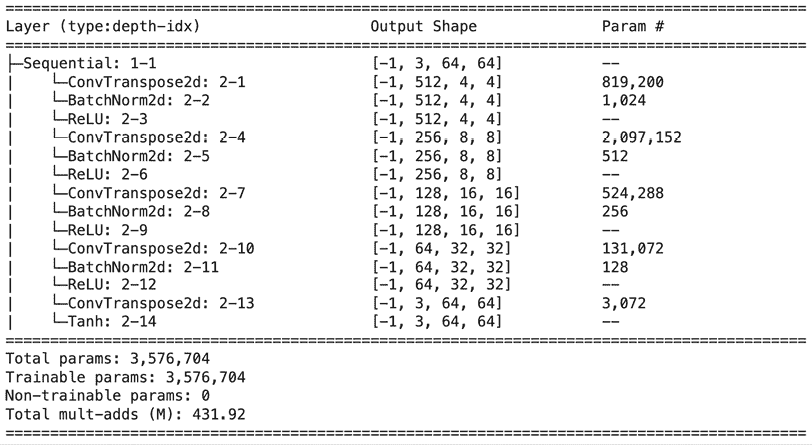 ==========================================================================================
Layer (type:depth-idx)                   Output Shape              Param #
==========================================================================================
├─Sequential: 1-1                        [-1, 3, 64, 64]           --
|    └─ConvTranspose2d: 2-1              [-1, 512, 4, 4]           819,200
|    └─BatchNorm2d: 2-2                  [-1, 512, 4, 4]           1,024
|    └─ReLU: 2-3                         [-1, 512, 4, 4]           --
|    └─ConvTranspose2d: 2-4              [-1, 256, 8, 8]           2,097,152
|    └─BatchNorm2d: 2-5                  [-1, 256, 8, 8]           512
|    └─ReLU: 2-6                         [-1, 256, 8, 8]           --
|    └─ConvTranspose2d: 2-7              [-1, 128, 16, 16]         524,288
|    └─BatchNorm2d: 2-8                  [-1, 128, 16, 16]         256
|    └─ReLU: 2-9                         [-1, 128, 16, 16]         --
|    └─ConvTranspose2d: 2-10             [-1, 64, 32, 32]          131,072
|    └─BatchNorm2d: 2-11                 [-1, 64, 32, 32]          128
|    └─ReLU: 2-12                        [-1, 64, 32, 32]          --
|    └─ConvTranspose2d: 2-13             [-1, 3, 64, 64]           3,072
|    └─Tanh: 2-14                        [-1, 3, 64, 64]           --
==========================================================================================
Total params: 3,576,704
Trainable params: 3,576,704
Non-trainable params: 0
Total mult-adds (M): 431.92
==========================================================================================